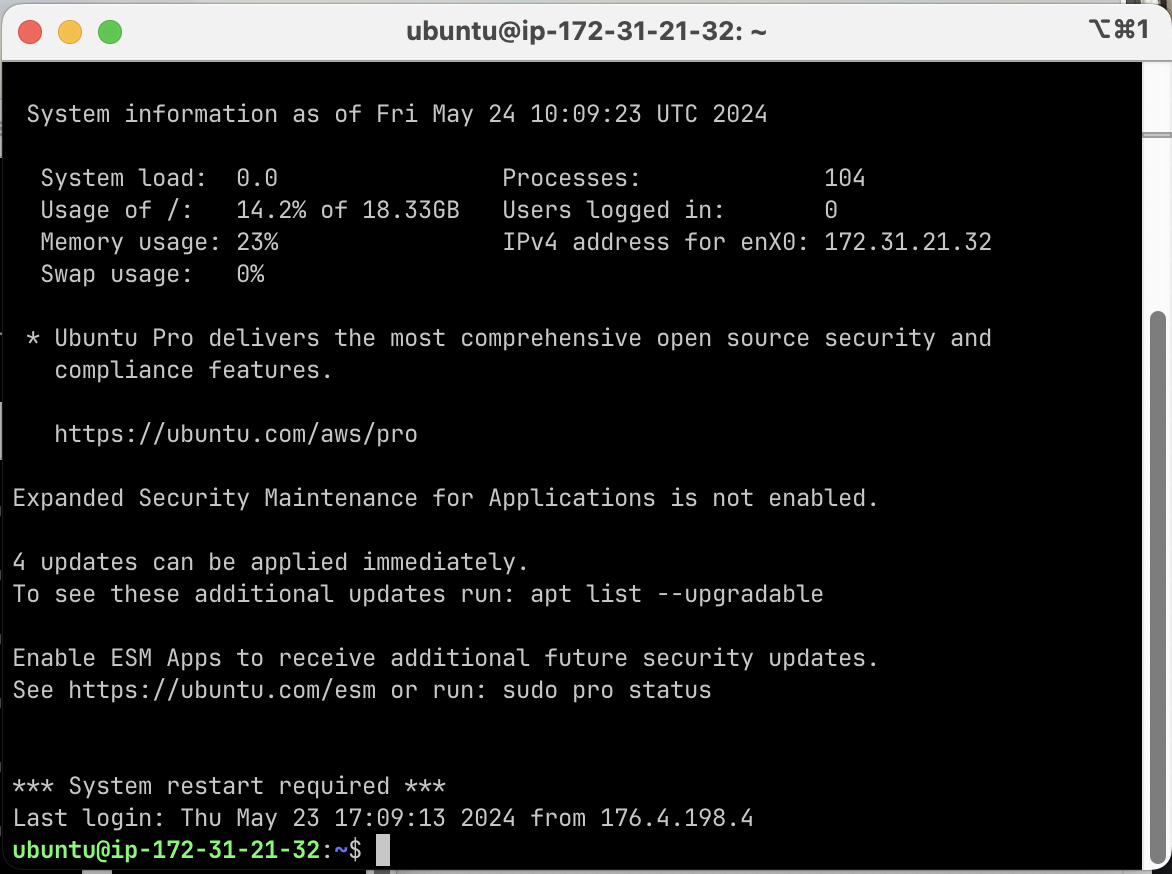 ubuntu@ip-172-31-21-32: ~ ⌥⌘1
System information as of Fri May 24 10:09:23 UTC 2024
System load: 0.0 Processes: 104
Usage of /: 14.2% of 18.33GB Users logged in: 0
Memory usage: 23% IPv4 address for enX0: 172.31.21.32
Swap usage: 0%
* Ubuntu Pro delivers the most comprehensive open source security and
compliance features.
https://ubuntu.com/aws/pro
Expanded Security Maintenance for Applications is not enabled.
4 updates can be applied immediately.
To see these additional updates run: apt list --upgradable
Enable ESM Apps to receive additional future security updates.
See https://ubuntu.com/esm or run: sudo pro status
*** System restart required ***
Last login: Thu May 23 17:09:13 2024 from 176.4.198.4
ubuntu@ip-172-31-21-32:~$